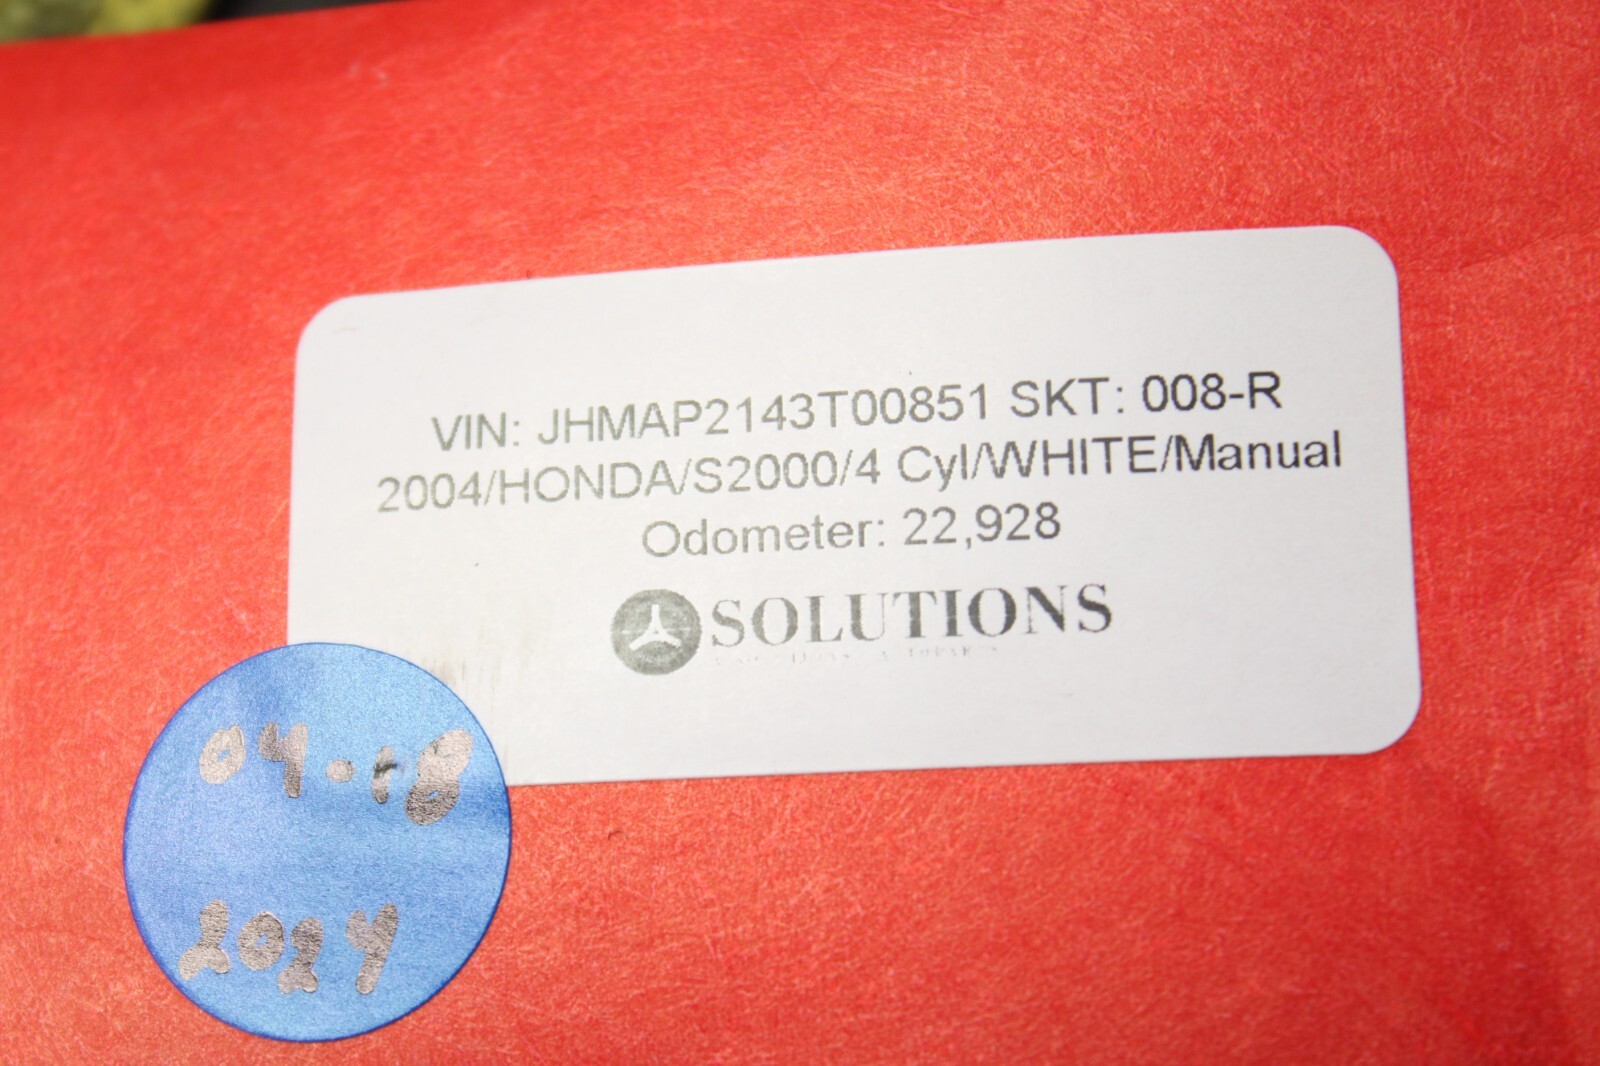 VIN: JHMAP2143T00851 SKT: 008-R
2004/HONDA/S2000/4 Cyl/WHITE/Manual
Odometer: 22,928
SOLUTIONS
04-18
2024